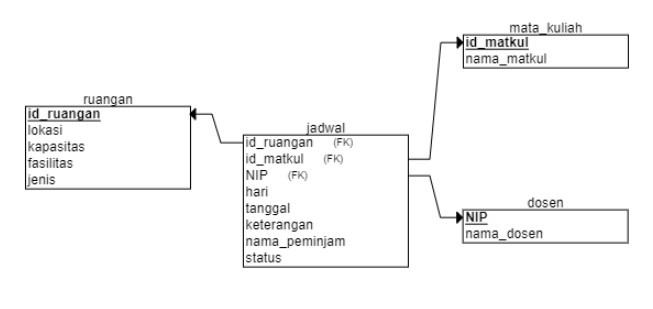 ruangan
id_ruangan
lokasi
kapasitas
fasilitas
jenis
jadwal
id_ruangan (FK)
id_matkul (FK)
NIP (FK)
hari
tanggal
keterangan
nama_peminjam
status
mata_kuliah
id_matkul
nama_matkul
dosen
NIP
nama_dosen